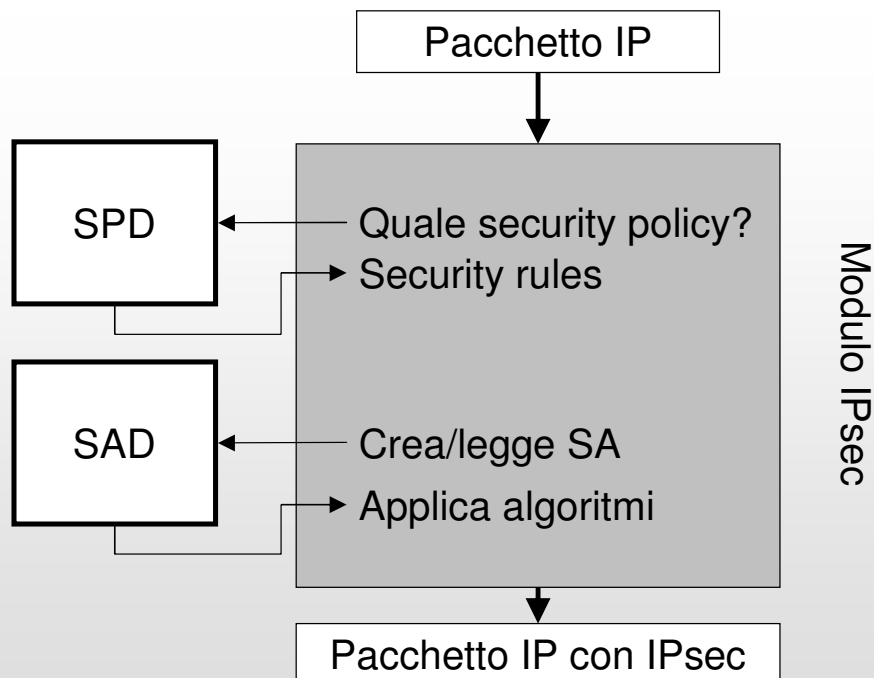 Pacchetto IP
SPD
Quale security policy?
Security rules
SAD
Crea/legge SA
Applica algoritmi
Modulo IPsec
Pacchetto IP con IPsec